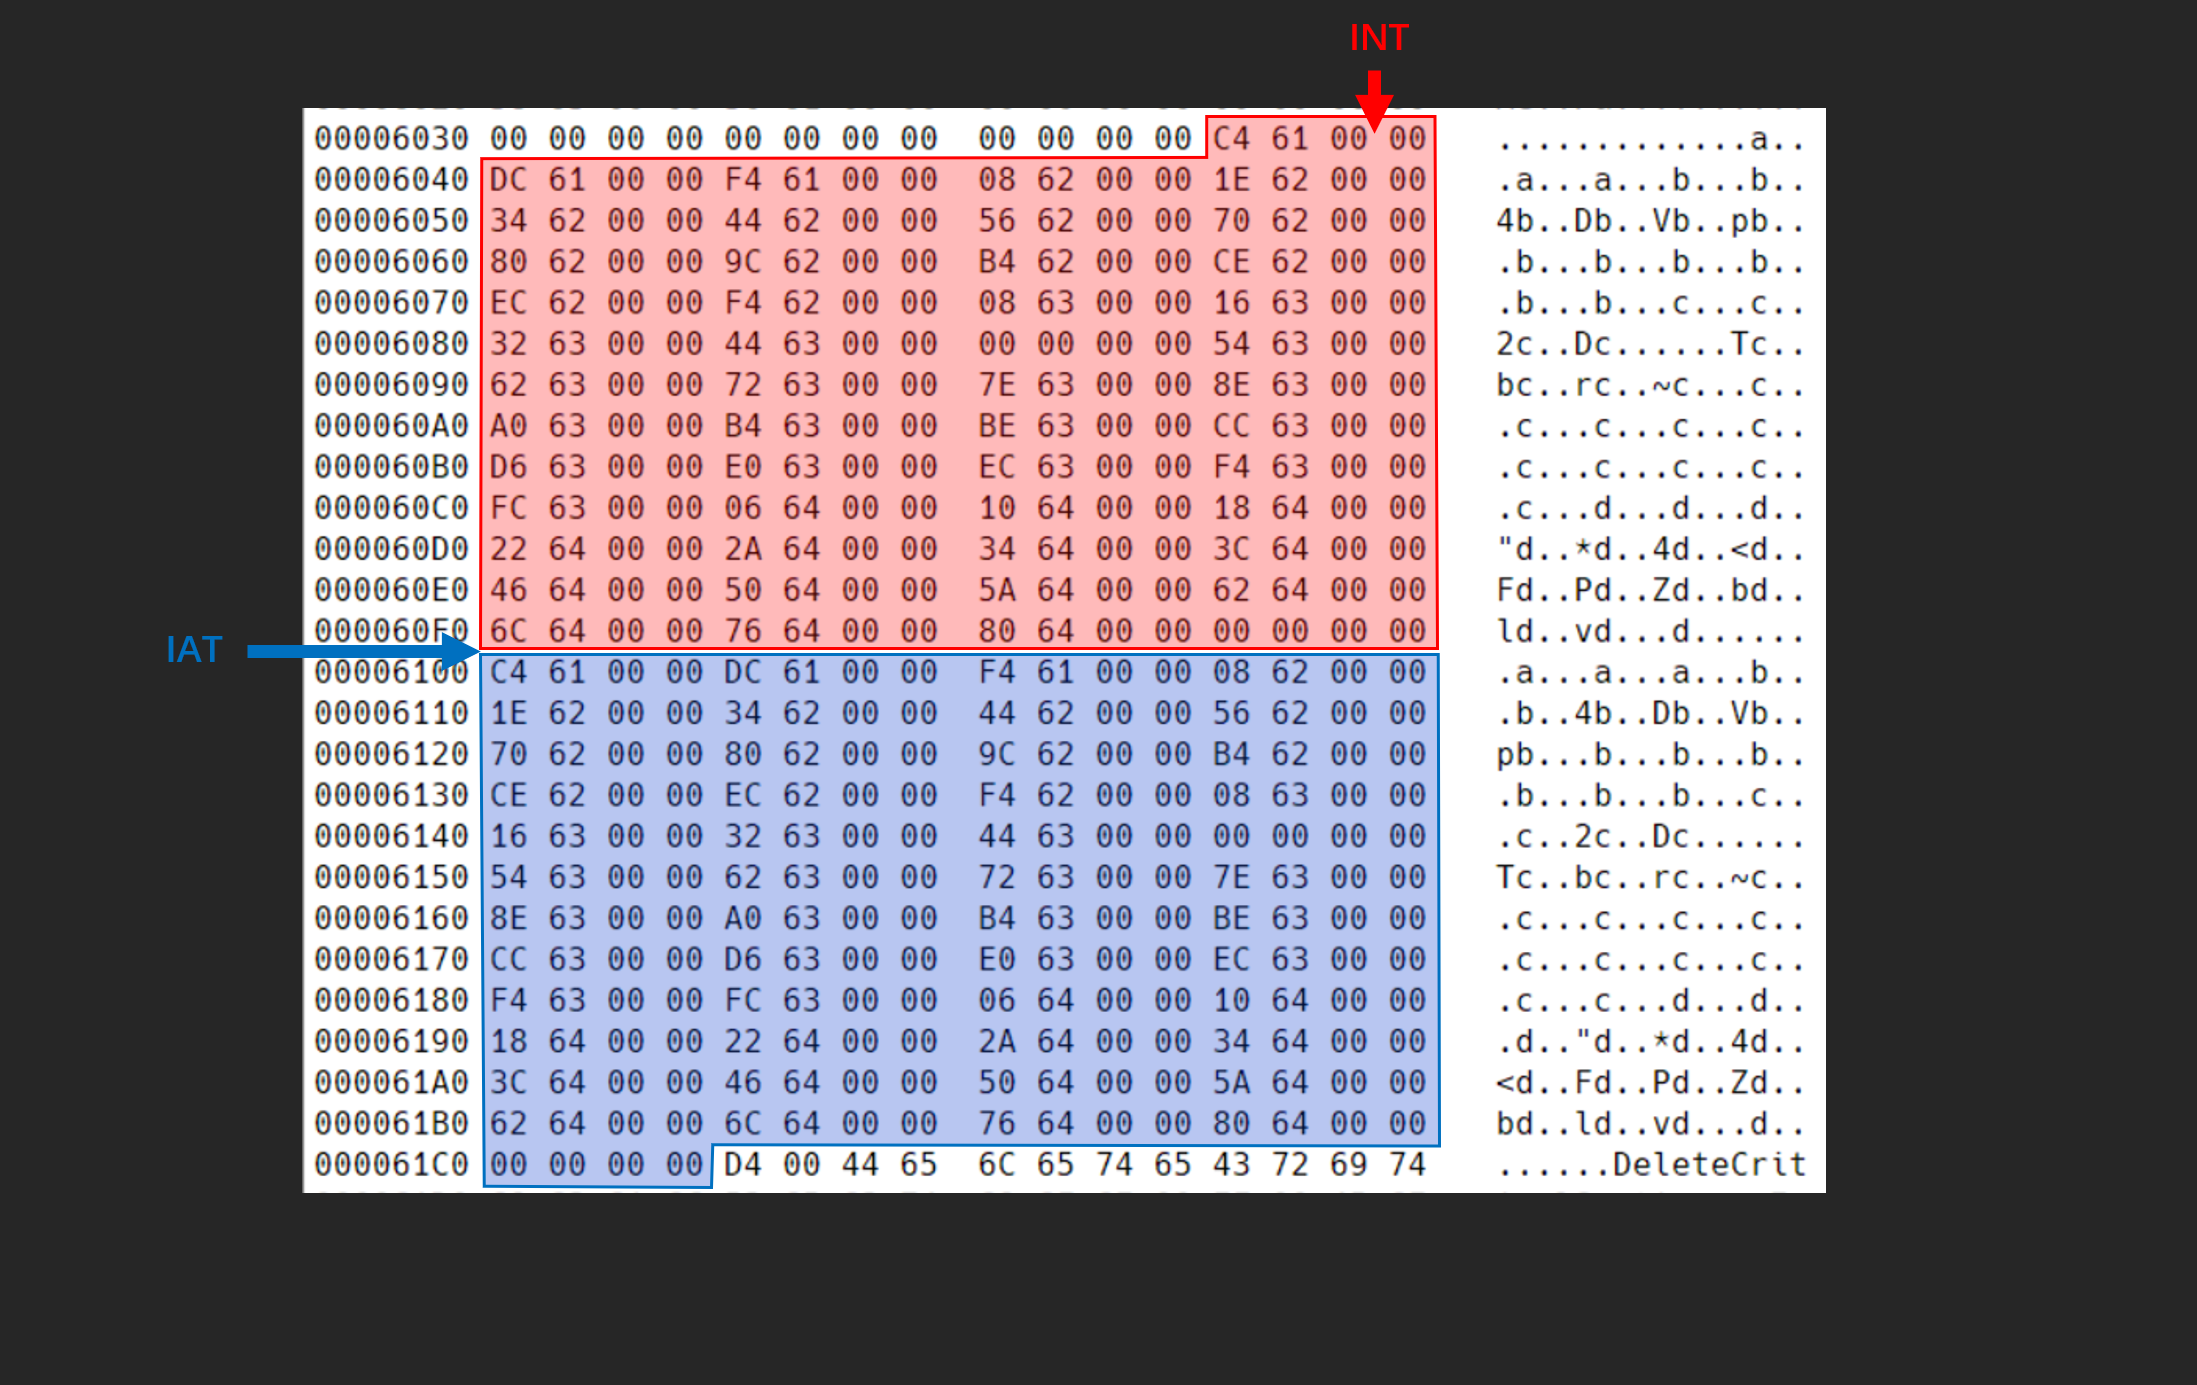 INT
00006030 00 00 00 00 00 00 00 00 00 00 00 00 C4 61 00 00 .............a..
00006040 DC 61 00 00 F4 61 00 00 08 62 00 00 1E 62 00 00 .a...a...b...b..
00006050 34 62 00 00 44 62 00 00 56 62 00 00 70 62 00 00 4b..Db..Vb..pb..
00006060 80 62 00 00 9C 62 00 00 B4 62 00 00 CE 62 00 00 .b...b...b...b..
00006070 EC 62 00 00 F4 62 00 00 08 63 00 00 16 63 00 00 .b...b...c...c..
00006080 32 63 00 00 44 63 00 00 00 00 00 00 54 63 00 00 2c..Dc......Tc..
00006090 62 63 00 00 72 63 00 00 7E 63 00 00 8E 63 00 00 bc..rc..~c...c..
000060A0 A0 63 00 00 B4 63 00 00 BE 63 00 00 CC 63 00 00 .c...c...c...c..
000060B0 D6 63 00 00 E0 63 00 00 EC 63 00 00 F4 63 00 00 .c...c...c...c..
000060C0 FC 63 00 00 06 64 00 00 10 64 00 00 18 64 00 00 .c...d...d...d..
000060D0 22 64 00 00 2A 64 00 00 34 64 00 00 3C 64 00 00 "d..*d..4d..<d..
000060E0 46 64 00 00 50 64 00 00 5A 64 00 00 62 64 00 00 Fd..Pd..Zd..bd..
000060F0 6C 64 00 00 76 64 00 00 80 64 00 00 00 00 00 00 ld..vd...d......
IAT
00006100 C4 61 00 00 DC 61 00 00 F4 61 00 00 08 62 00 00 .a...a...a...b..
00006110 1E 62 00 00 34 62 00 00 44 62 00 00 56 62 00 00 .b..4b..Db..Vb..
00006120 70 62 00 00 80 62 00 00 9C 62 00 00 B4 62 00 00 pb...b...b...b..
00006130 CE 62 00 00 EC 62 00 00 F4 62 00 00 08 63 00 00 .b...b...b...c..
00006140 16 63 00 00 32 63 00 00 44 63 00 00 00 00 00 00 .c..2c..Dc......
00006150 54 63 00 00 62 63 00 00 72 63 00 00 7E 63 00 00 Tc..bc..rc..~c..
00006160 8E 63 00 00 A0 63 00 00 B4 63 00 00 BE 63 00 00 .c...c...c...c..
00006170 CC 63 00 00 D6 63 00 00 E0 63 00 00 EC 63 00 00 .c...c...c...c..
00006180 F4 63 00 00 FC 63 00 00 06 64 00 00 10 64 00 00 .c...c...d...d..
00006190 18 64 00 00 22 64 00 00 2A 64 00 00 34 64 00 00 .d.."d..*d..4d..
000061A0 3C 64 00 00 46 64 00 00 50 64 00 00 5A 64 00 00 <d..Fd..Pd..Zd..
000061B0 62 64 00 00 6C 64 00 00 76 64 00 00 80 64 00 00 bd..ld..vd...d..
000061C0 00 00 00 00 D4 00 44 65 6C 65 74 65 43 72 69 74 ......DeleteCrit